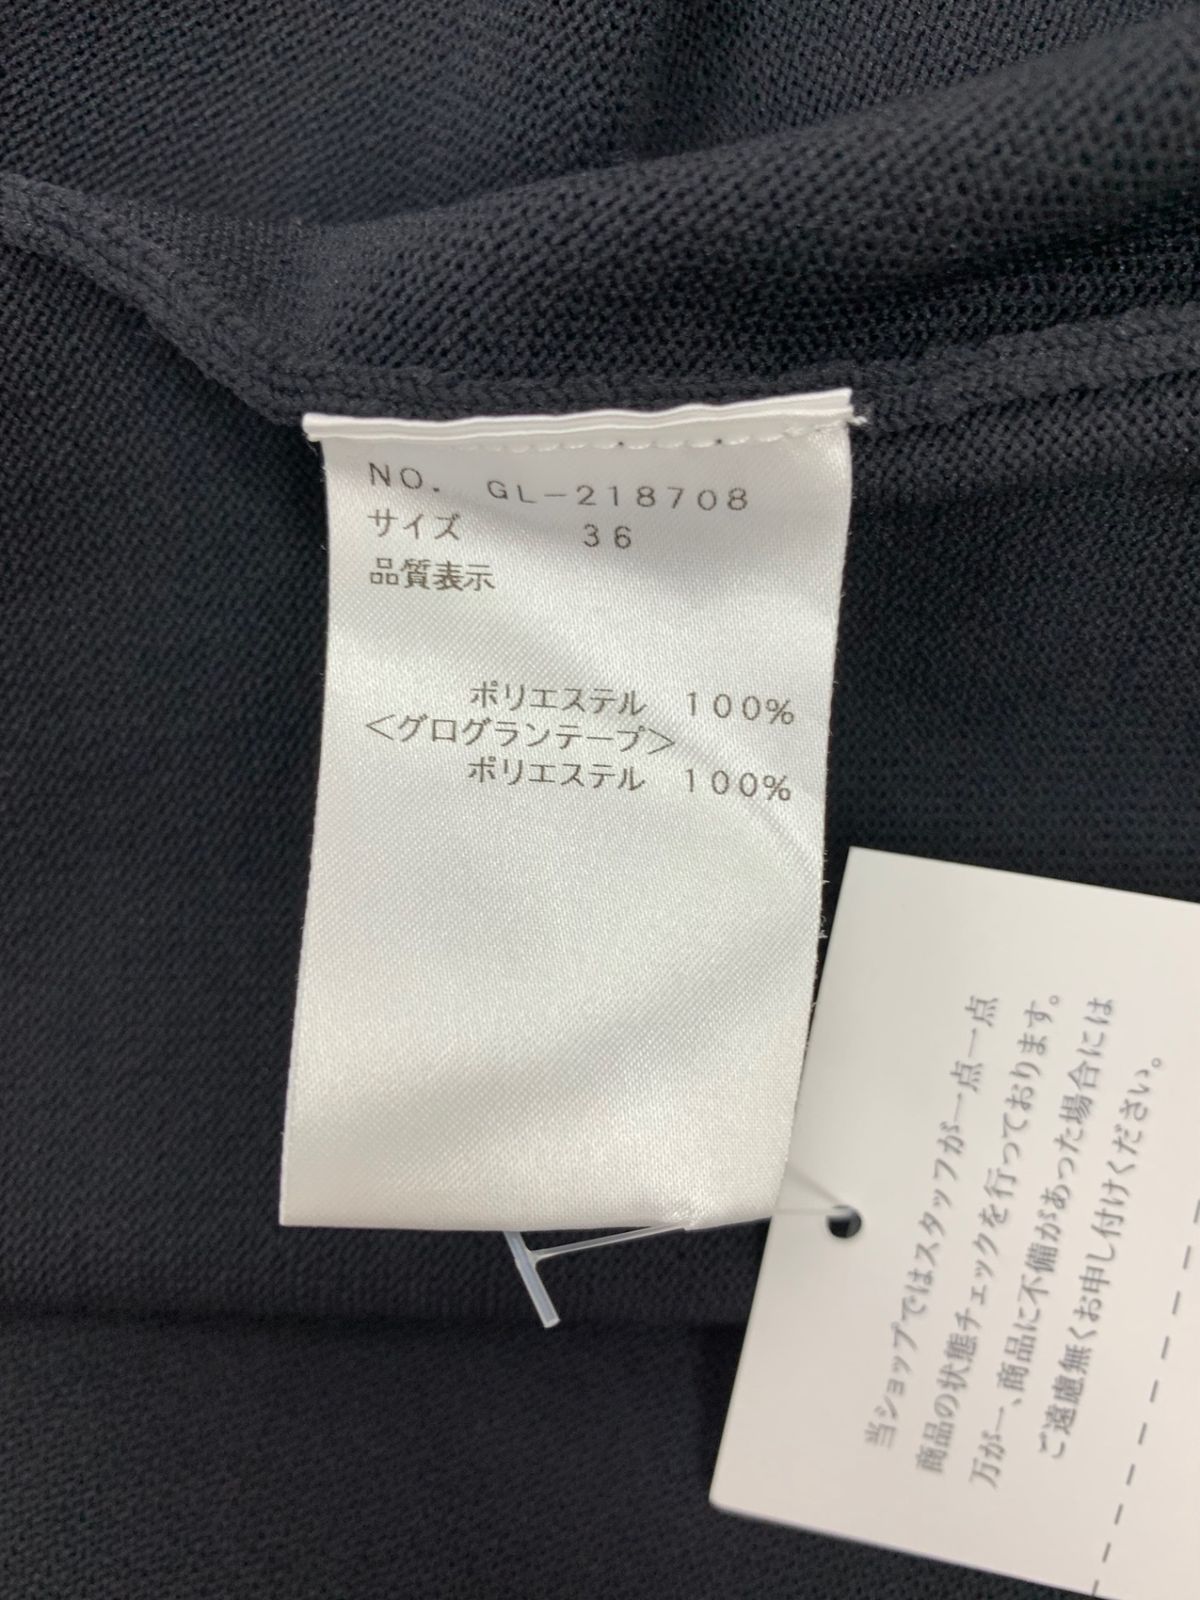 NO. GL-218708
サイズ 36
品質表示
ポリエステル 100%
<グログランテープ>
ポリエステル 100%
当ショップではスタッフが一点一点
商品の状態チェックを行っております。
万が一、商品に不備があった場合には
ご遠慮無くお申し付けください。